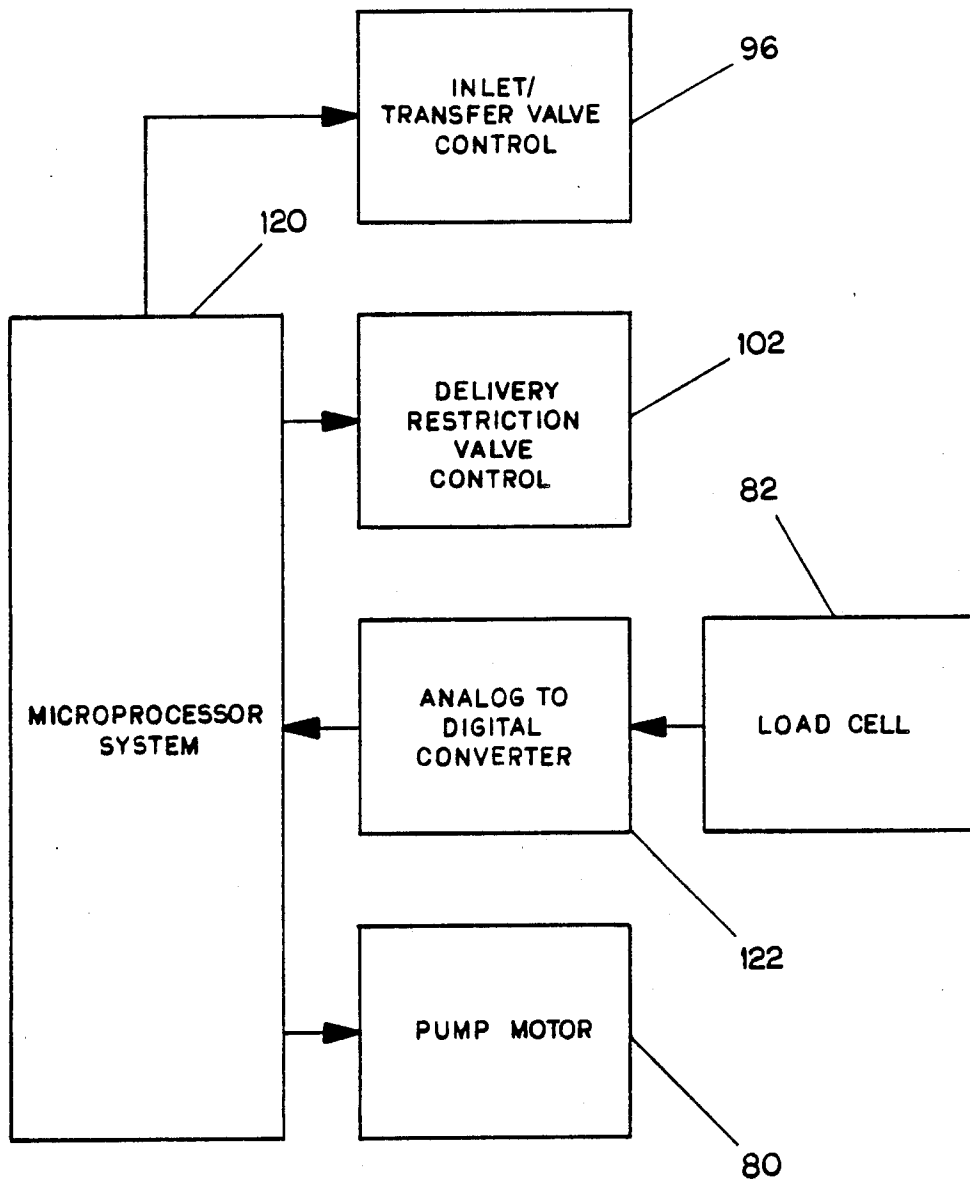 96
INLET/
TRANSFER VALVE
CONTROL
120
102
DELIVERY
RESTRICTION
VALVE
CONTROL
82
MICROPROCESSOR
SYSTEM
ANALOG TO
DIGITAL
CONVERTER
LOAD CELL
122
PUMP MOTOR
80